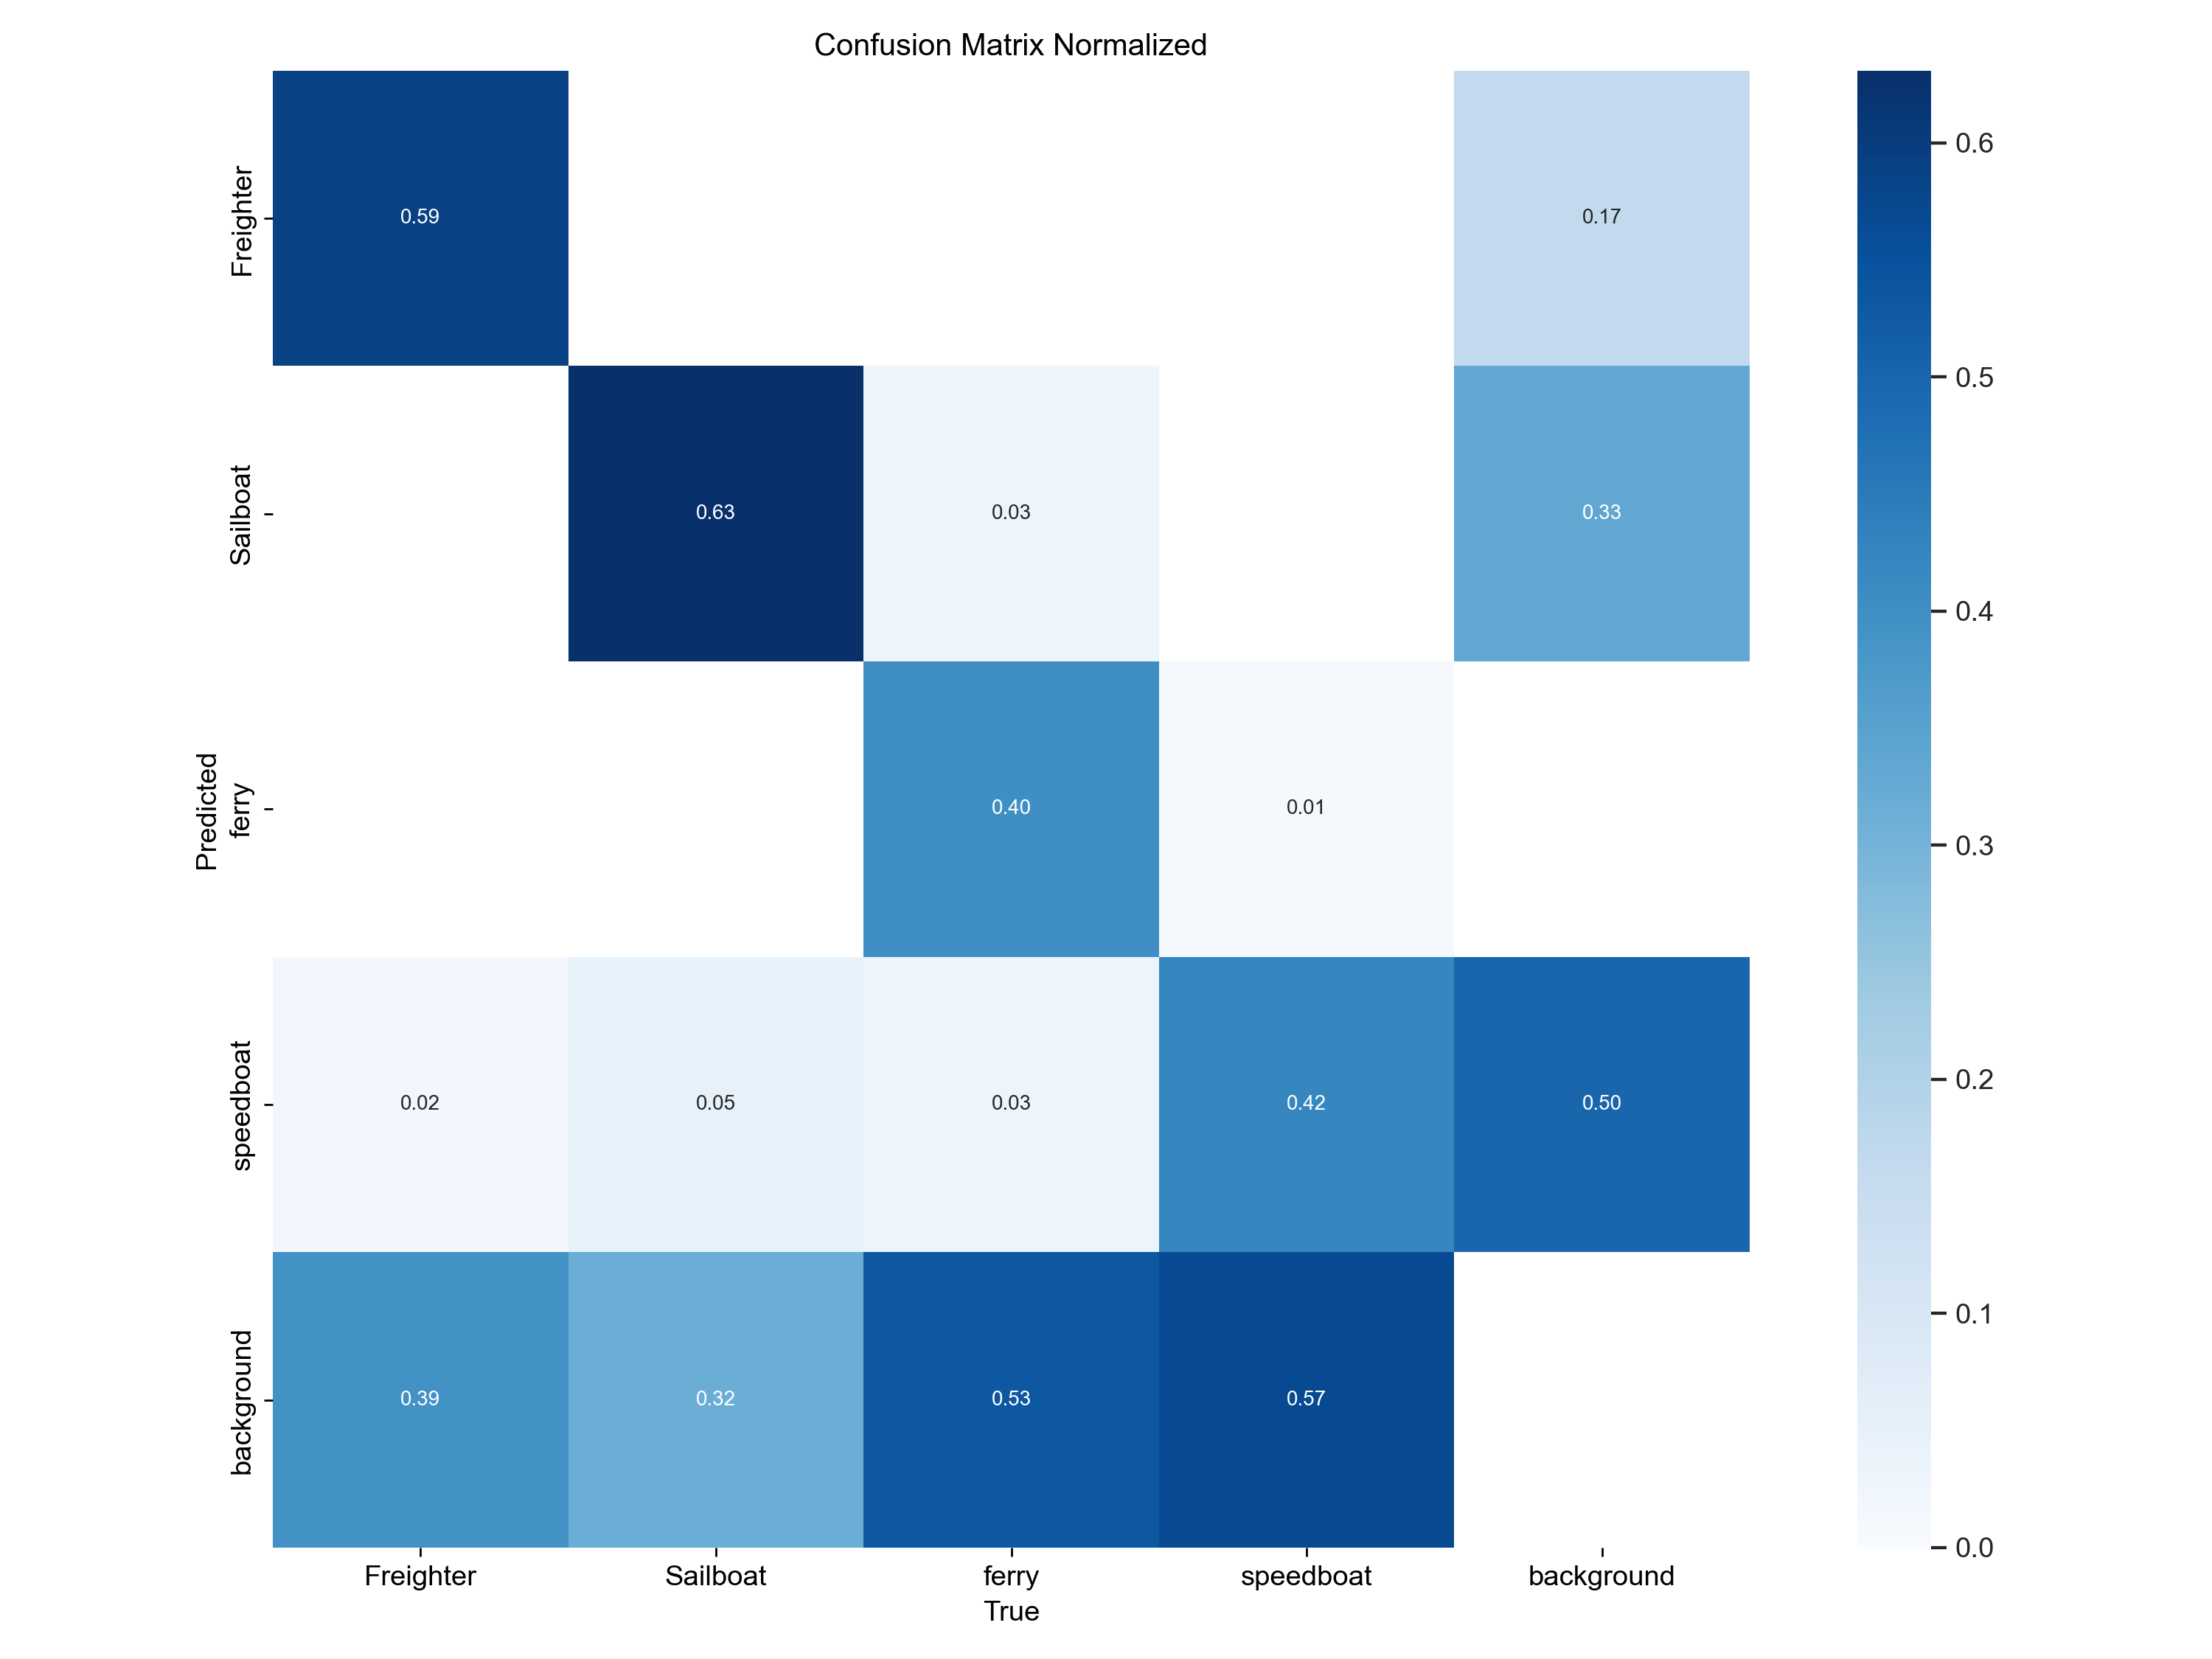 Confusion Matrix Normalized
Freighter
0.59
0.17
0.6
0.5
Sailboat
0.63
0.03
0.33
0.4
Predicted
ferry
0.40
0.01
0.3
speedboat
0.02
0.05
0.03
0.42
0.50
0.2
background
0.39
0.32
0.53
0.57
0.1
0.0
Freighter
Sailboat
ferry
speedboat
background
True